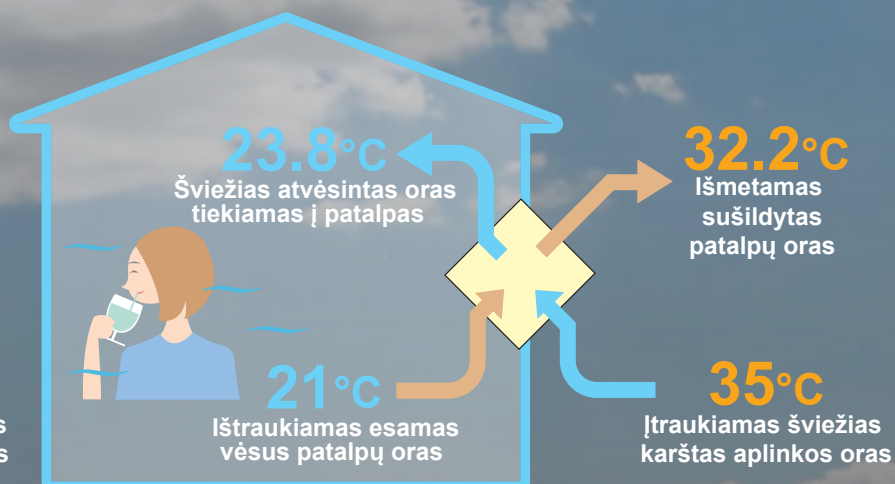 23.8°C
Šviežias atvėsintas oras
tiekiamas į patalpas
32.2°C
Išmetamas
sušildytas
patalpų oras
21°C
Ištraukiamas esamas
vėsus patalpų oras
35°C
Įtraukiamas šviežias
karštas aplinkos oras
s
s